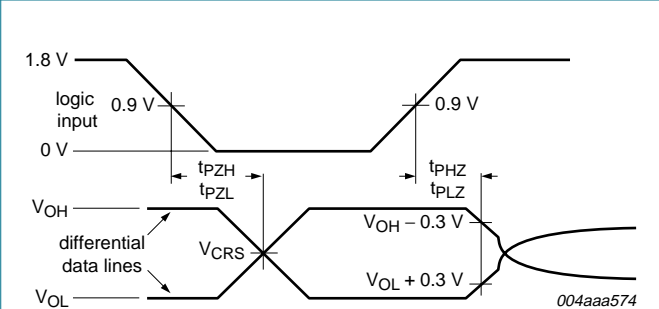 1.8 V
logic
input
0.9 V
0.9 V
0 V
tPZH
tPZL
tPHZ
tPLZ
VOH
VOH − 0.3 V
differential
data lines
VCRS
VOL + 0.3 V
VOL
004aaa574